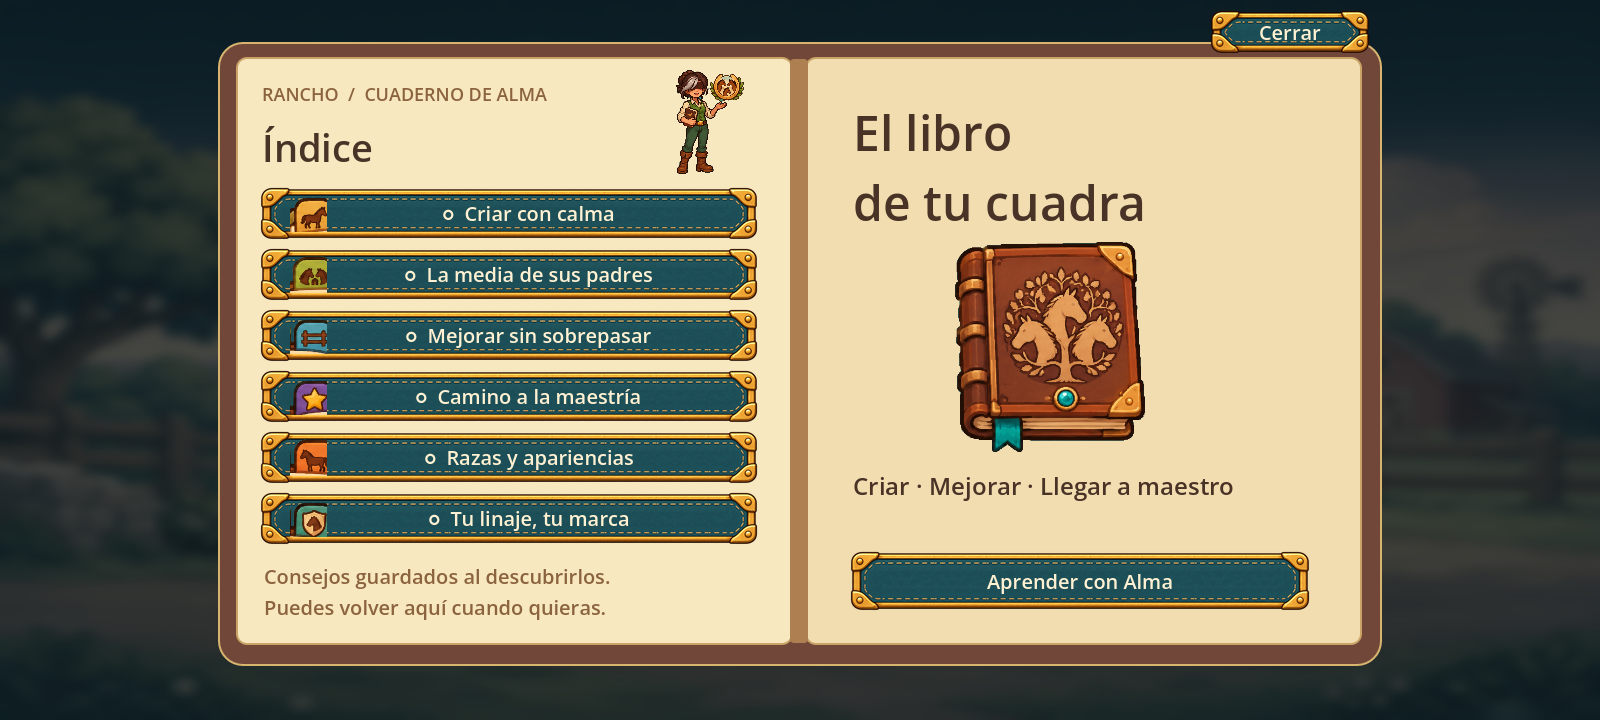 Cerrar
RANCHO / CUADERNO DE ALMA
Índice
Criar con calma
La media de sus padres
Mejorar sin sobrepasar
Camino a la maestría
Razas y apariencias
Tu linaje, tu marca
Consejos guardados al descubrirlos.
Puedes volver aquí cuando quieras.
El libro
de tu cuadra
Criar · Mejorar · Llegar a maestro
Aprender con Alma